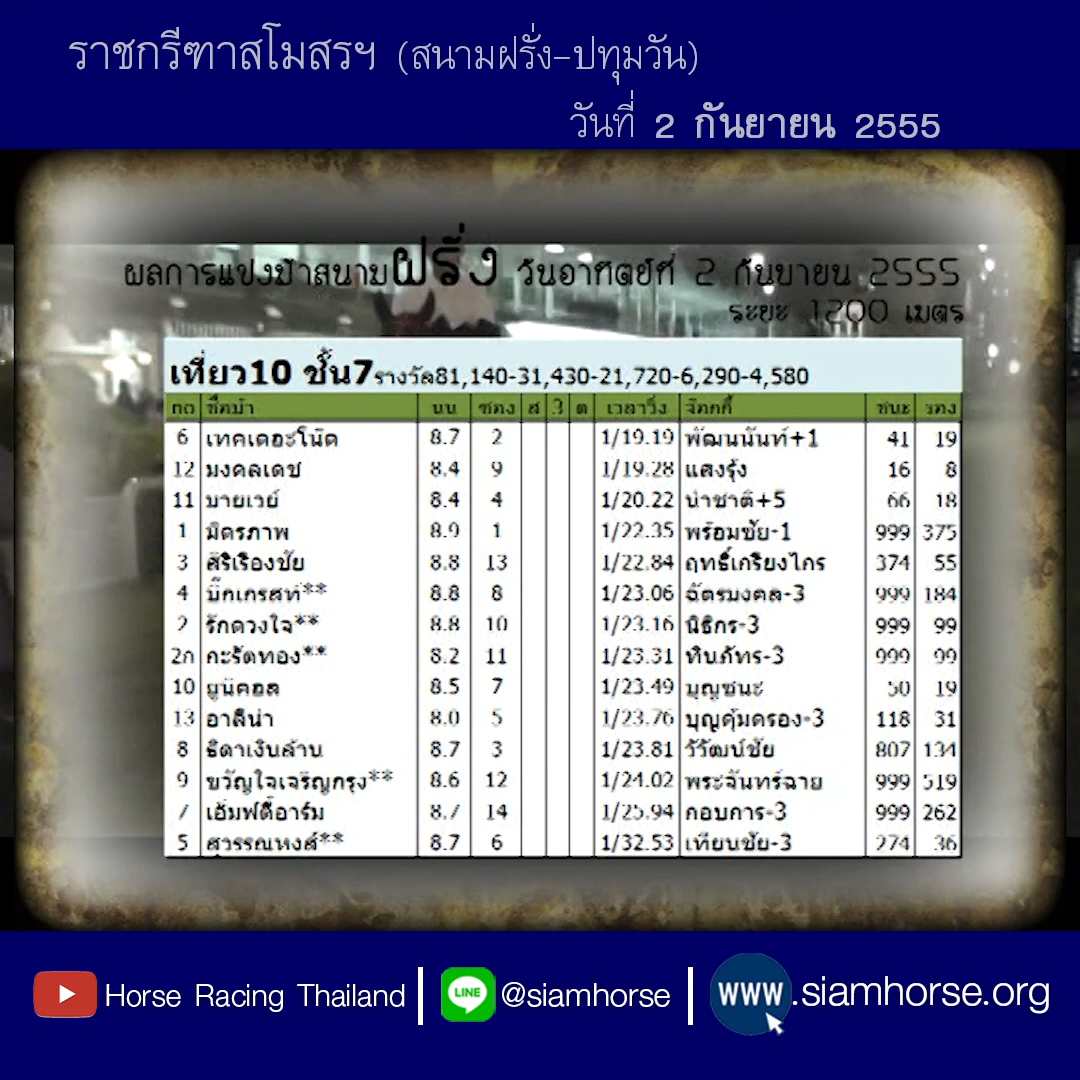 ราชกรีฑาสโมสรฯ (สนามฝรั่ง-ปทุมวัน)
วันที่ 2 กันยายน 2555
ผลการแข่งม้าสนามฝรั่ง วันอาทิตย์ที่ 2 กันยายน 2555
ระยะ 1200 เมตร
เที่ยว10 ชั้น7รางวัล81,140-31,430-21,720-6,290-4,580
no ชื่อม้า นน ซอง ส 3 ต เวลาวิ่ง จ๊อกกี้ ชนะ รอง
6 เทคเดอะโน๊ต 8.7 2 1/19.19 พัฒนนันท์+1 41 19
12 มงคลเดช 8.4 9 1/19.28 แสงรุ้ง 16 8
11 บายเวย์ 8.4 4 1/20.22 นำชาติ+5 66 18
1 มิตรภาพ 8.9 1 1/22.35 พร้อมชัย-1 999 375
3 สิริเรืองชัย 8.8 13 1/22.84 ฤทธิ์เกรียงไกร 374 55
4 บิ๊กเกรสท์** 8.8 8 1/23.06 ฉัตรมงคล-3 999 184
2 รักดวงใจ** 8.8 10 1/23.16 นิธิกร-3 999 99
2ก กะรัตทอง** 8.2 11 1/23.31 ทินภัทร-3 999 99
10 ยูนิคอล 8.5 7 1/23.49 บุญชนะ 50 19
13 อาลีน่า 8.0 5 1/23.76 บุญคุ้มครอง-3 118 31
8 ธิดาเงินล้าน 8.7 3 1/23.81 วิวัฒน์ชัย 807 134
9 ขวัญใจเจริญกรุง** 8.6 12 1/24.02 พระจันทร์ฉาย 999 519
7 เอ็มฟดีอาร์ม 8.7 14 1/25.94 กอบการ-3 999 262
5 สุวรรณหงส์** 8.7 6 1/32.53 เทียนชัย-3 274 36
Horse Racing Thailand | LINE @siamhorse | www.siamhorse.org